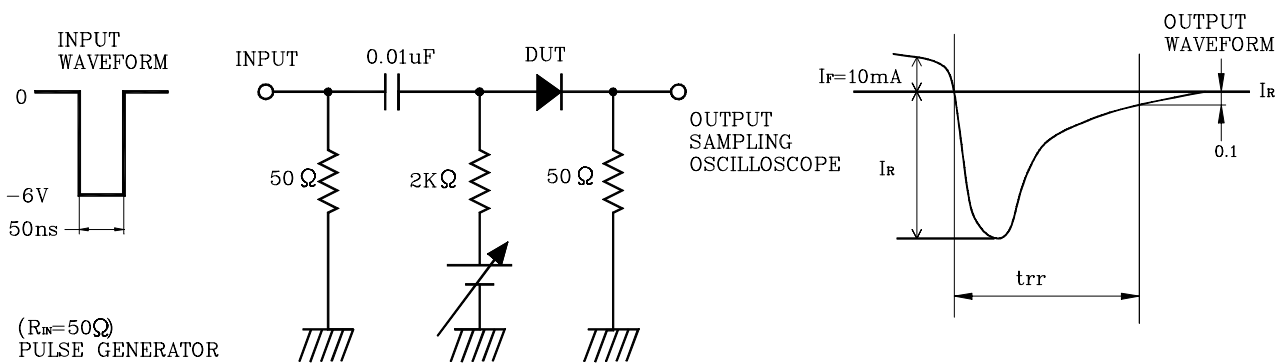 INPUT
WAVEFORM
0
-6V
50ns
(RIN=50Ω)
PULSE GENERATOR
INPUT
0.01uF
DUT
50Ω
2KΩ
50Ω
OUTPUT
SAMPLING
OSCILLOSCOPE
IF=10mA
IR
trr
OUTPUT
WAVEFORM
IR
0.1